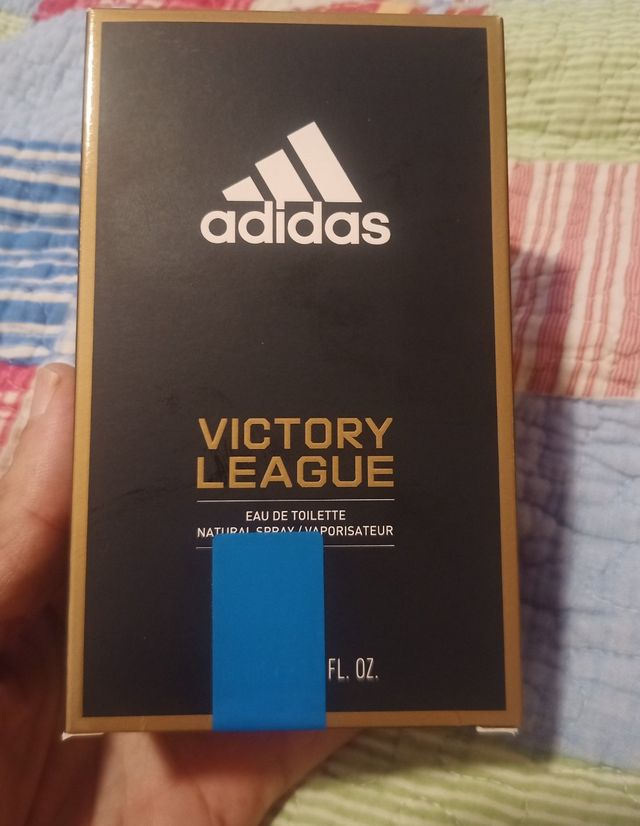 adidas
VICTORY
LEAGUE
EAU DE TOILETTE
NATURAL SPRAY / VAPORISATEUR
FL. OZ.